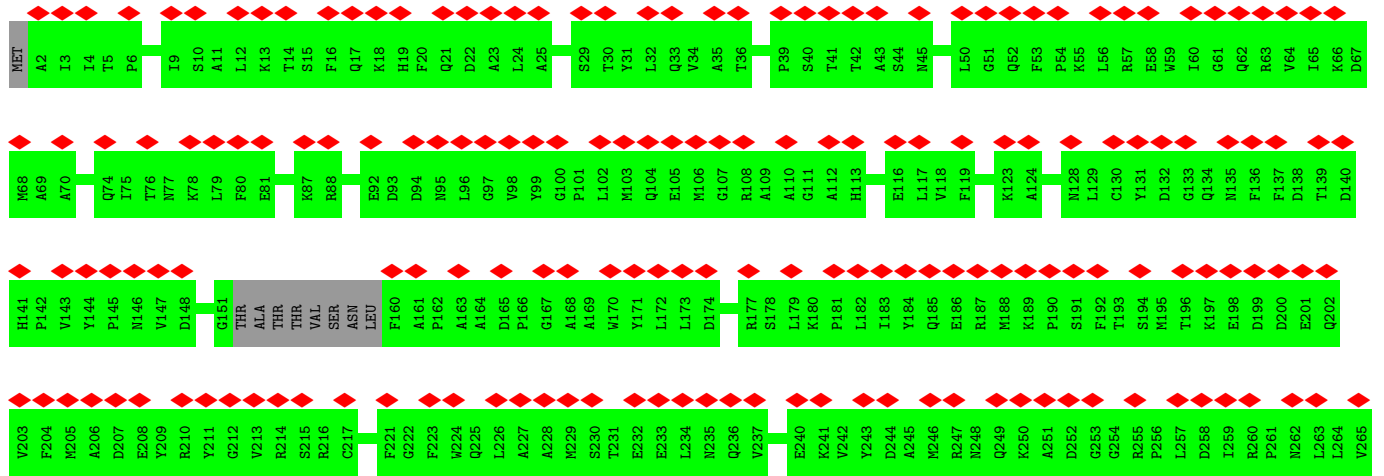 MET A2 I3 I4 T5 P6 I9 S10 A11 L12 K13 T14 S15 F16 Q17 K18 H19 F20 Q21 D22 A23 L24 A25 S29 T30 Y31 L32 Q33 V34 A35 T36 P39 S40 T41 T42 A43 S44 N45 L50 G51 Q52 F53 P54 K55 L56 R57 E58 W59 I60 G61 Q62 R63 V64 I65 K66 D67
M68 A69 A70 Q74 I75 T76 N77 K78 L79 F80 E81 K87 R88 E92 D93 D94 N95 L96 G97 V98 Y99 G100 P101 L102 M103 Q104 E105 M106 G107 R108 A109 A110 G111 A112 H113 E116 L117 V118 F119 K123 A124 N128 L129 C130 Y131 D132 G133 Q134 N135 F136 F137 D138 T139 D140
H141 P142 V143 Y144 P145 N146 V147 D148 G151 THR ALA THR THR VAL SER ASN LEU F160 A161 P162 A163 A164 D165 P166 G167 A168 A169 W170 Y171 L172 L173 D174 R177 S178 L179 K180 P181 L182 I183 Y184 Q185 E186 R187 M188 K189 P190 S191 F192 T193 S194 M195 T196 K197 E198 D199 D200 E201 Q202
V203 F204 M205 A206 D207 E208 Y209 R210 Y211 G212 V213 R214 S215 R216 C217 F221 G222 F223 W224 Q225 L226 A227 A228 M229 S230 T231 E232 E233 L234 N235 Q236 V237 E240 K241 V242 Y243 D244 A245 M246 R247 N248 Q249 K250 A251 D252 G253 G254 R255 P256 L257 D258 I259 R260 P261 N262 L263 L264 V265